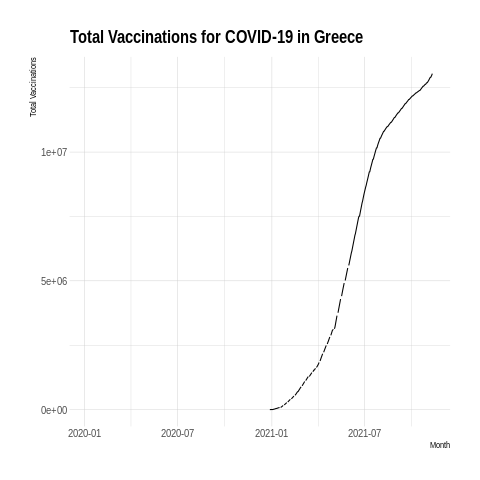 Total Vaccinations for COVID-19 in Greece
Total Vaccinations
1e+07
5e+06
0e+00
2020-01 2020-07 2021-01 2021-07
Month